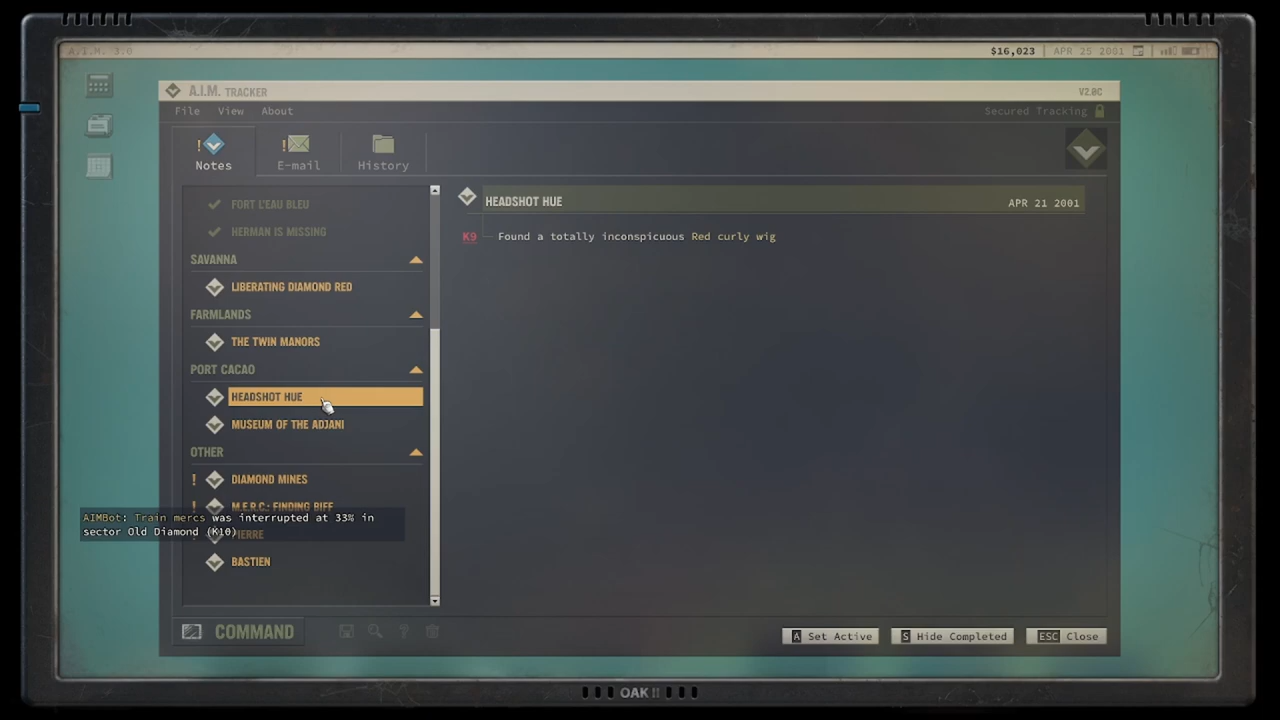 A.I.M. 3.0
$16,023 | APR 25 2001
A.I.M. TRACKER
V2.0C
File View About
Secured Tracking
! Notes
! E-mail
History
FORT L'EAU BLEU
HERMAN IS MISSING
SAVANNA
LIBERATING DIAMOND RED
FARMLANDS
THE TWIN MANORS
PORT CACAO
HEADSHOT HUE
MUSEUM OF THE ADJANI
OTHER
! DIAMOND MINES
! M.E.R.C.: FINDING BIFF
! PIERRE
BASTIEN
HEADSHOT HUE
APR 21 2001
K9 Found a totally inconspicuous Red curly wig
AIMBot: Train mercs was interrupted at 33% in
sector Old Diamond (K10)
COMMAND
A Set Active
S Hide Completed
ESC Close
OAK II